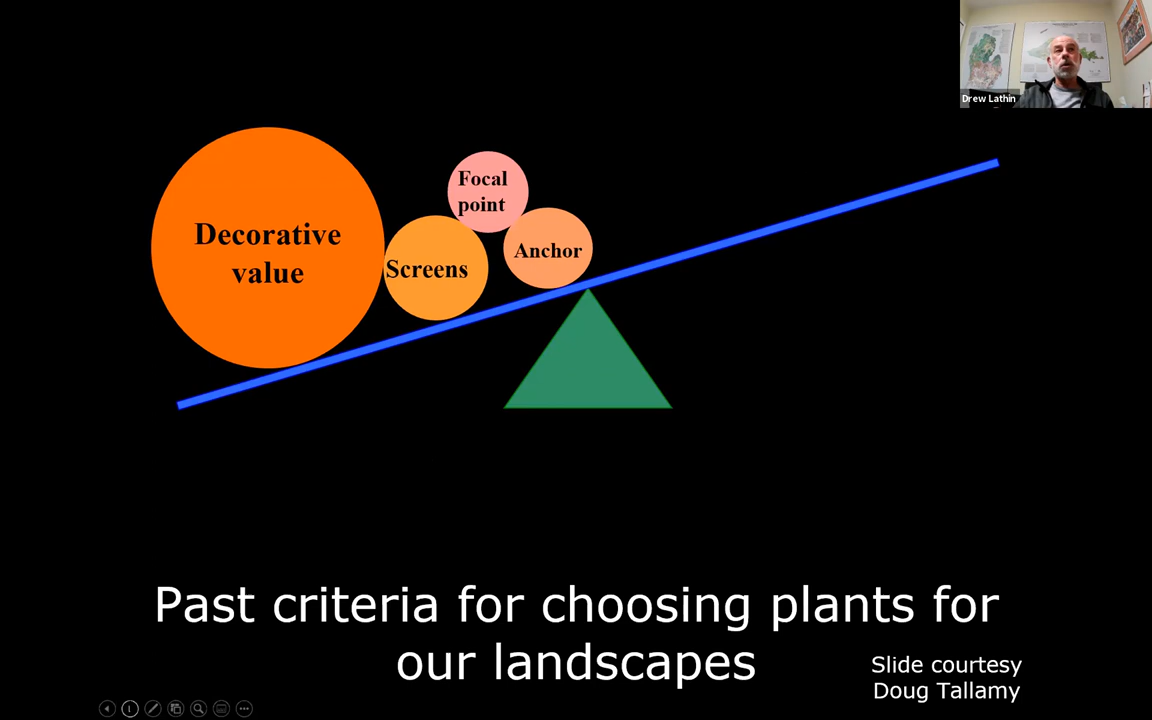 Drew Lathin
Focal
point
Decorative
value
Screens
Anchor
Past criteria for choosing plants for
our landscapes
Slide courtesy
Doug Tallamy